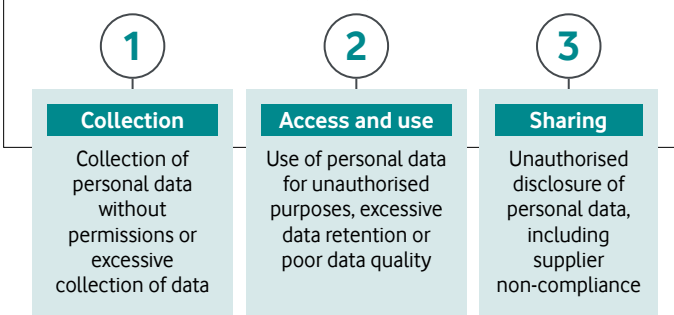 1
Collection
Collection of
personal data
without
permissions or
excessive
collection of data
2
Access and use
Use of personal data
for unauthorised
purposes, excessive
data retention or
poor data quality
3
Sharing
Unauthorised
disclosure of
personal data,
including
supplier
non-compliance